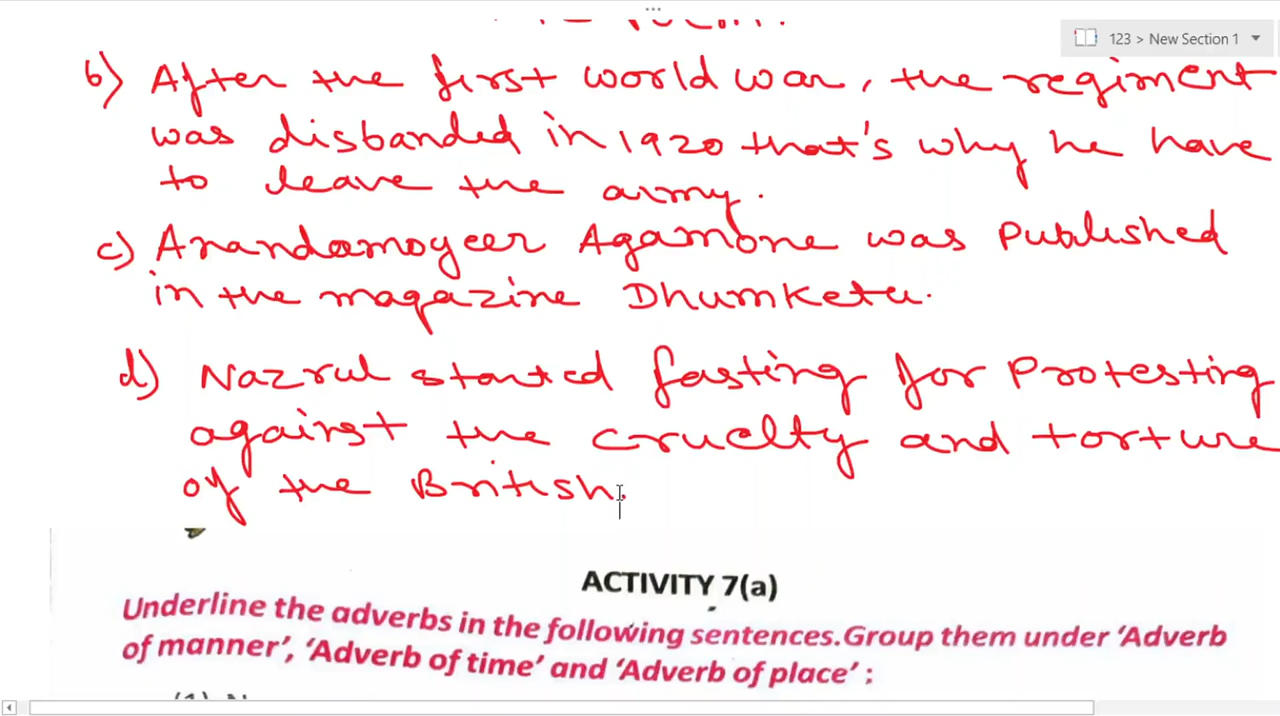 123 > New Section 1
b) After the first world war, the regiment
was disbanded in 1920 that's why he have
to leave the army.
c) Anandamoyeer Agamone was Published
in the magazine Dhumketu.
d) Nazrul started fasting for Protesting
against the cruelty and torture
of the British.
ACTIVITY 7(a)
Underline the adverbs in the following sentences.Group them under 'Adverb
of manner', 'Adverb of time' and 'Adverb of place' :